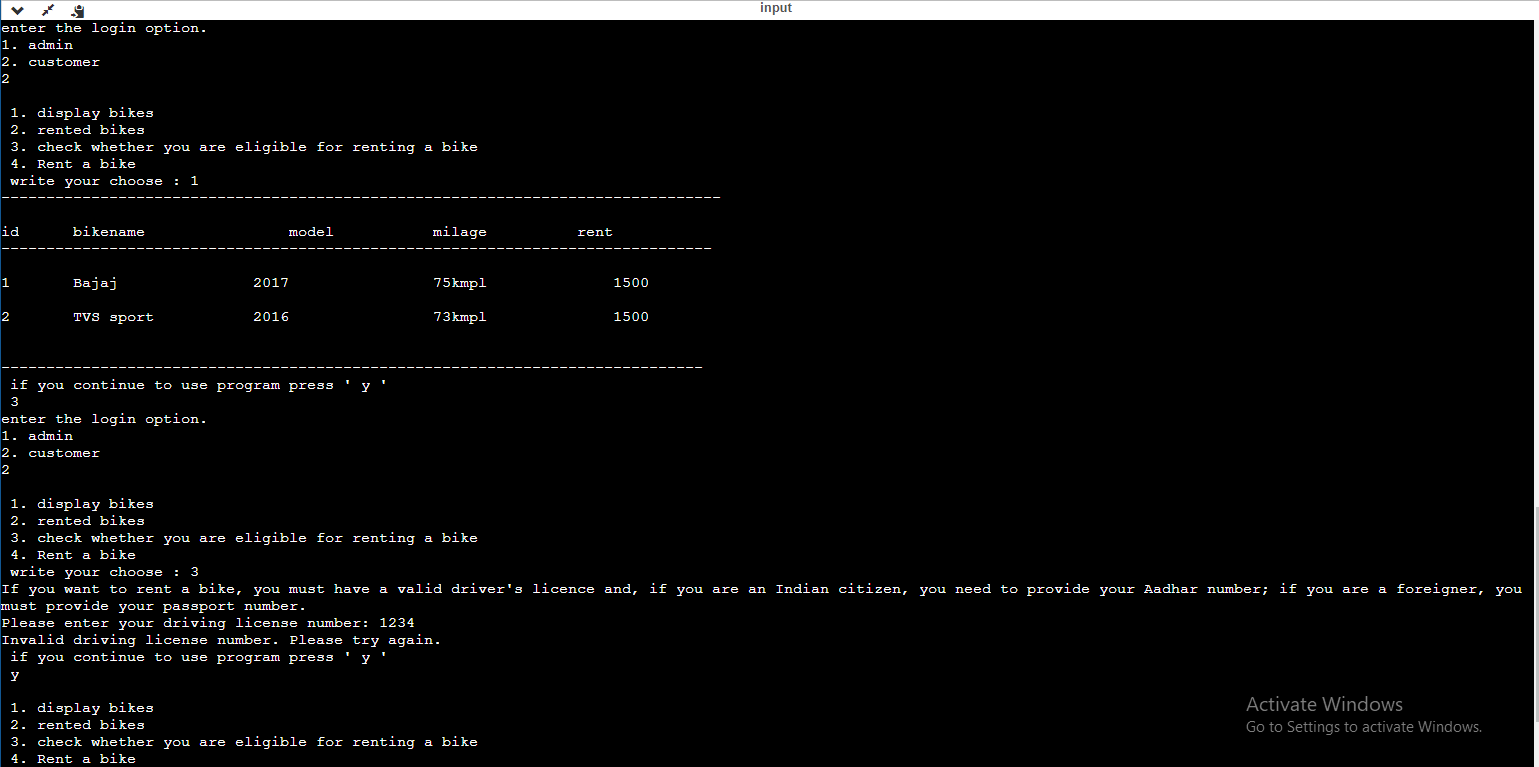 input
enter the login option.
1. admin
2. customer
2
1. display bikes
2. rented bikes
3. check whether you are eligible for renting a bike
4. Rent a bike
write your choose : 1
--------------------------------------------------------------------------------
id bikename model milage rent
-------------------------------------------------------------------------------
1 Bajaj 2017 75kmpl 1500
2 TVS sport 2016 73kmpl 1500
------------------------------------------------------------------------------
if you continue to use program press ' y '
3
enter the login option.
1. admin
2. customer
2
1. display bikes
2. rented bikes
3. check whether you are eligible for renting a bike
4. Rent a bike
write your choose : 3
If you want to rent a bike, you must have a valid driver's licence and, if you are an Indian citizen, you need to provide your Aadhar number; if you are a foreigner, you
must provide your passport number.
Please enter your driving license number: 1234
Invalid driving license number. Please try again.
if you continue to use program press ' y '
y
1. display bikes
2. rented bikes
3. check whether you are eligible for renting a bike
4. Rent a bike
Activate Windows
Go to Settings to activate Windows.